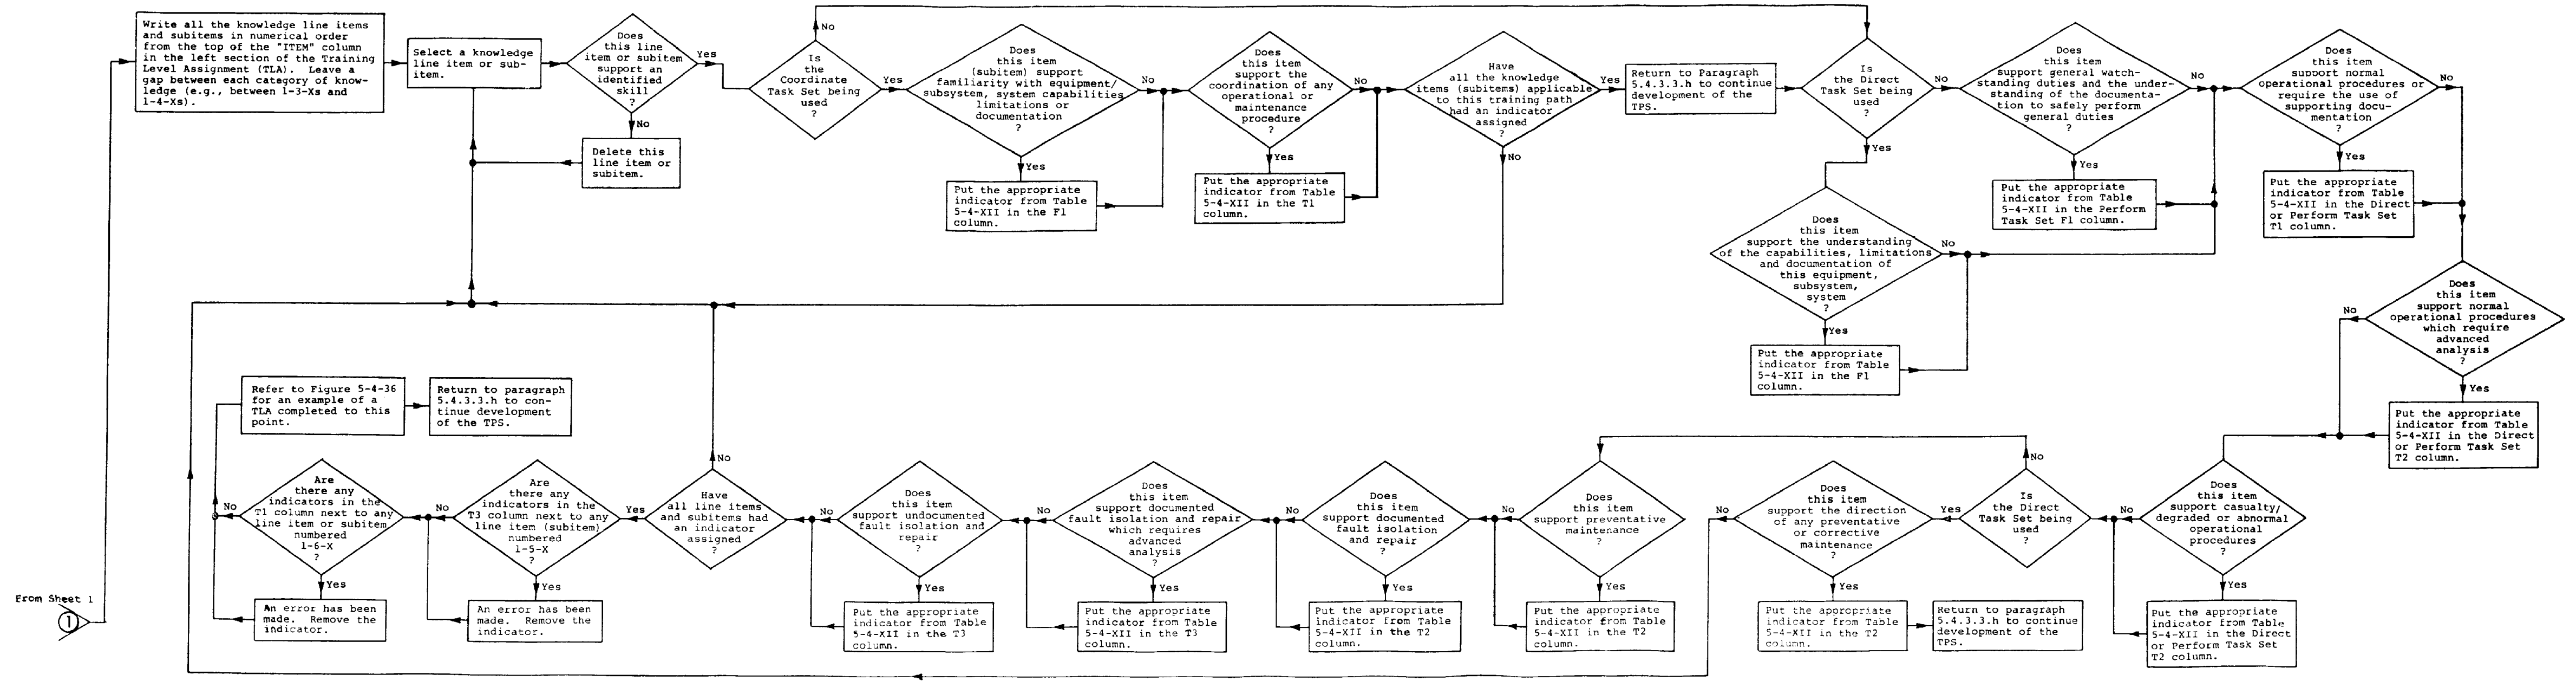 Write all the knowledge line items
and subitems in numerical order
from the top of the "ITEM" column
in the left section of the Training
Level Assignment (TLA). Leave a
gap between each category of know-
ledge (e.g., between 1-3-Xs and
1-4-Xs).
Select a knowledge
line item or sub-
item.
Does
this line
item or subitem
support an
identified
skill
?
Yes
No
Delete this
line item or
subitem.
Is
the
Coordinate
Task Set being
used
?
No
Yes
Does
this item
(subitem) support
familiarity with equipment/
subsystem, system capabilities
limitations or
documentation
?
No
Yes
Put the appropriate
indicator from Table
5-4-XII in the F1
column.
Does
this item
support the
coordination of any
operational or
maintenance
procedure
?
No
Yes
Put the appropriate
indicator from Table
5-4-XII in the T1
column.
Have
all the knowledge
items (subitems) applicable
to this training path
had an indicator
assigned
?
Yes
No
Return to Paragraph
5.4.3.3.h to continue
development of the
TPS.
Is
the Direct
Task Set being
used
?
No
Yes
Does
this item
support the understanding
of the capabilities, limitations
and documentation of
this equipment,
subsystem,
system
?
No
Yes
Put the appropriate
indicator from Table
5-4-XII in the F1
column.
Does
this item
support general watch-
standing duties and the under-
standing of the documenta-
tion to safely perform
general duties
?
No
Yes
Put the appropriate
indicator from Table
5-4-XII in the Perform
Task Set F1 column.
Does
this item
support normal
operational procedures or
require the use of
supporting docu-
mentation
?
No
Yes
Put the appropriate
indicator from Table
5-4-XII in the Direct
or Perform Task Set
T1 column.
Does
this item
support normal
operational procedures
which require
advanced
analysis
?
No
Yes
Put the appropriate
indicator from Table
5-4-XII in the Direct
or Perform Task Set
T2 column.
Does
this item
support casualty/
degraded or abnormal
operational
procedures
?
No
Yes
Put the appropriate
indicator from Table
5-4-XII in the Direct
or Perform Task Set
T2 column.
Is
the Direct
Task Set being
used
?
No
Yes
Does
this item
support the direction
of any preventative
or corrective
maintenance
?
No
Yes
Put the appropriate
indicator from Table
5-4-XII in the T2
column.
Return to paragraph
5.4.3.3.h to continue
development of the
TPS.
Does
this item
support preventative
maintenance
?
No
Yes
Put the appropriate
indicator from Table
5-4-XII in the T2
column.
Does
this item
support documented
fault isolation
and repair
?
No
Yes
Put the appropriate
indicator from Table
5-4-XII in the T2
column.
Does
this item
support documented
fault isolation and repair
which requires
advanced
analysis
?
No
Yes
Put the appropriate
indicator from Table
5-4-XII in the T3
column.
Does
this item
support undocumented
fault isolation and
repair
?
No
Yes
Put the appropriate
indicator from Table
5-4-XII in the T3
column.
Have
all line items
and subitems had
an indicator
assigned
?
No
Yes
Are
there any
indicators in the
T3 column next to any
line item (subitem)
numbered
1-5-X
?
No
Yes
An error has been
made. Remove the
indicator.
Are
there any
indicators in the
T1 column next to any
line item or subitem
numbered
1-6-X
?
No
Yes
An error has been
made. Remove the
indicator.
Refer to Figure 5-4-36
for an example of a
TLA completed to this
point.
Return to paragraph
5.4.3.3.h to con-
tinue development
of the TPS.
From Sheet 1
1